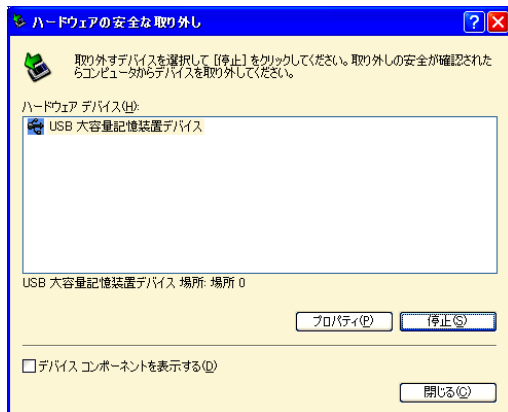 ハードウェアの安全な取り外し
取り外すデバイスを選択して [停止] をクリックしてください。取り外しの安全が確認された
らコンピュータからデバイスを取り外してください。
ハードウェア デバイス(H):
USB 大容量記憶装置デバイス
USB 大容量記憶装置デバイス 場所: 場所 0
プロパティ(P)
停止(S)
デバイス コンポーネントを表示する(D)
閉じる(C)